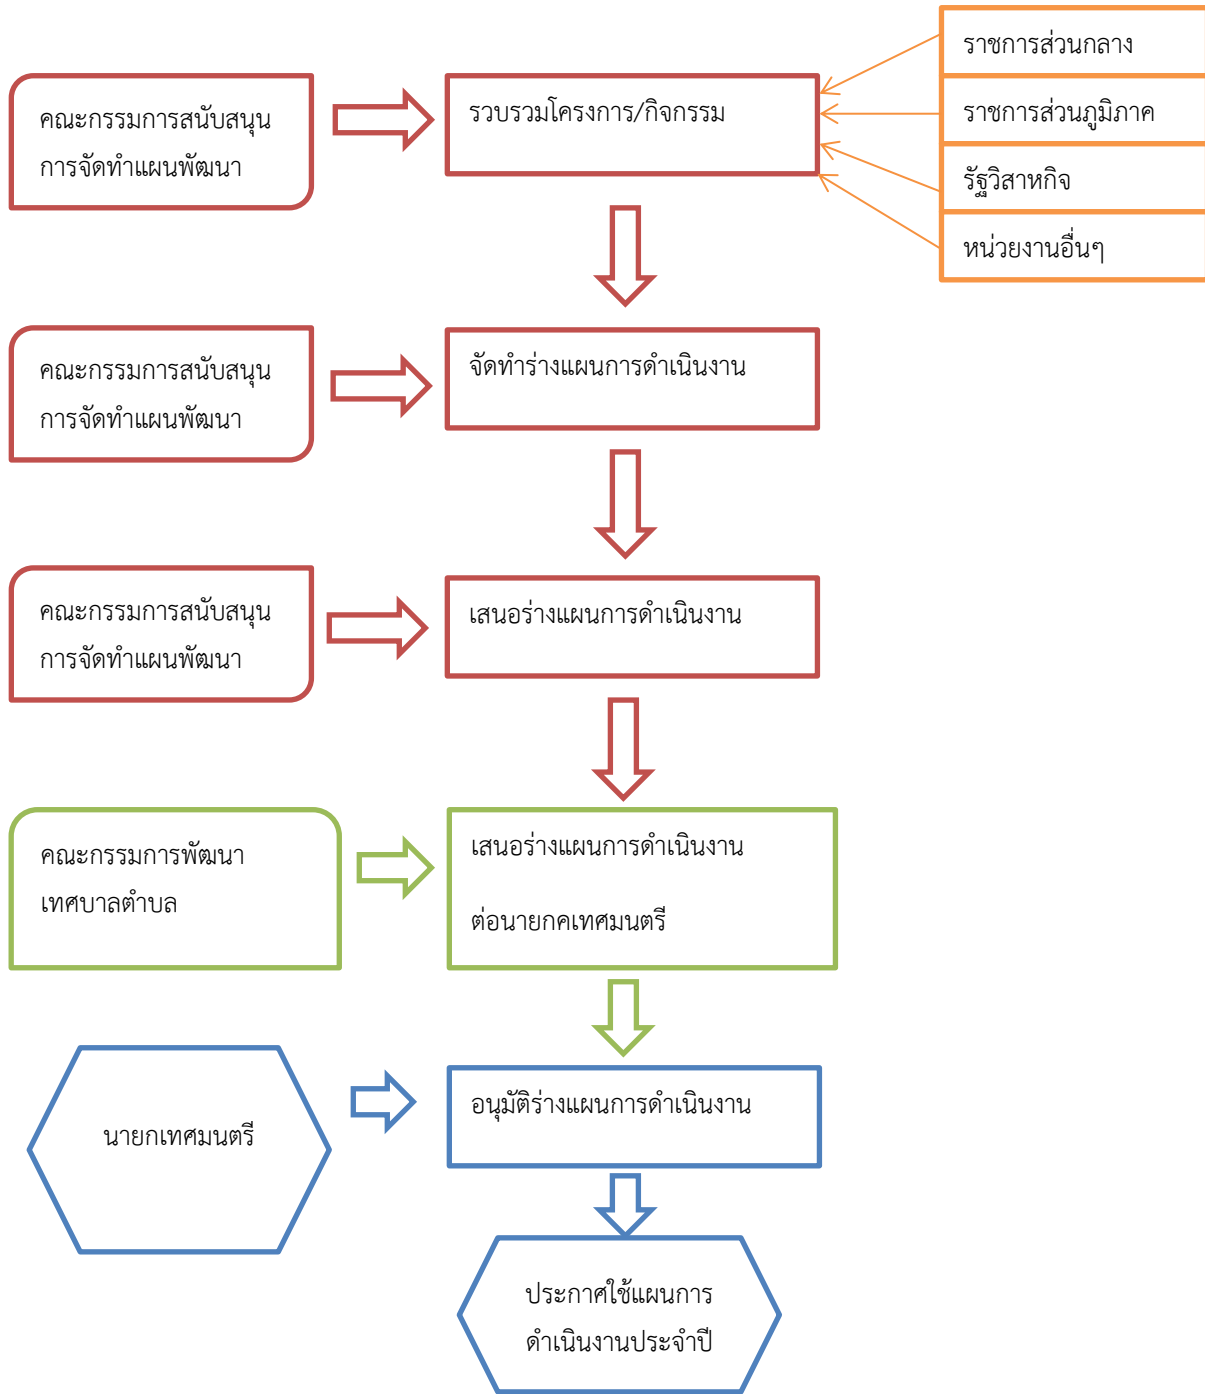 ราชการส่วนกลาง
คณะกรรมการสนับสนุน
การจัดทำแผนพัฒนา
รวบรวมโครงการ/กิจกรรม
ราชการส่วนภูมิภาค
รัฐวิสาหกิจ
หน่วยงานอื่นๆ
คณะกรรมการสนับสนุน
การจัดทำแผนพัฒนา
จัดทำร่างแผนการดำเนินงาน
คณะกรรมการสนับสนุน
การจัดทำแผนพัฒนา
เสนอร่างแผนการดำเนินงาน
คณะกรรมการพัฒนา
เทศบาลตำบล
เสนอร่างแผนการดำเนินงาน
ต่อนายกคเทศมนตรี
นายกเทศมนตรี
อนุมัติร่างแผนการดำเนินงาน
ประกาศใช้แผนการ
ดำเนินงานประจำปี